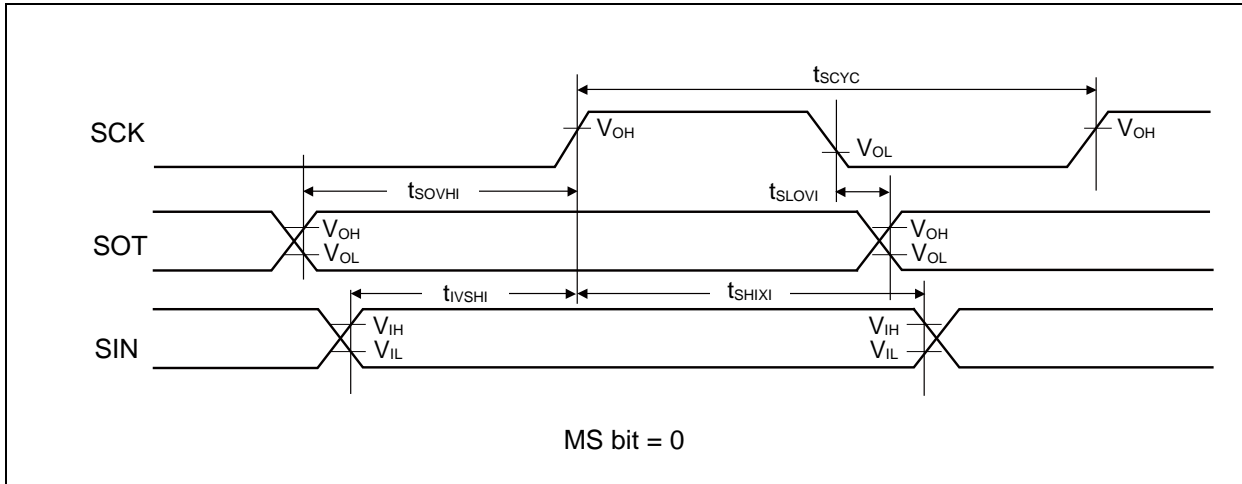 tSCYC
SCK
VOH
VOL
VOH
tSOVHI
tSLOVI
SOT
VOH
VOL
VOH
VOL
tIVSHI
tSHIXI
SIN
VIH
VIL
VIH
VIL
MS bit = 0